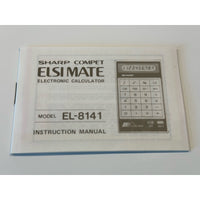 SHARP COMPET
ELSI MATE
ELECTRONIC CALCULATOR
MODEL EL-8141
INSTRUCTION MANUAL